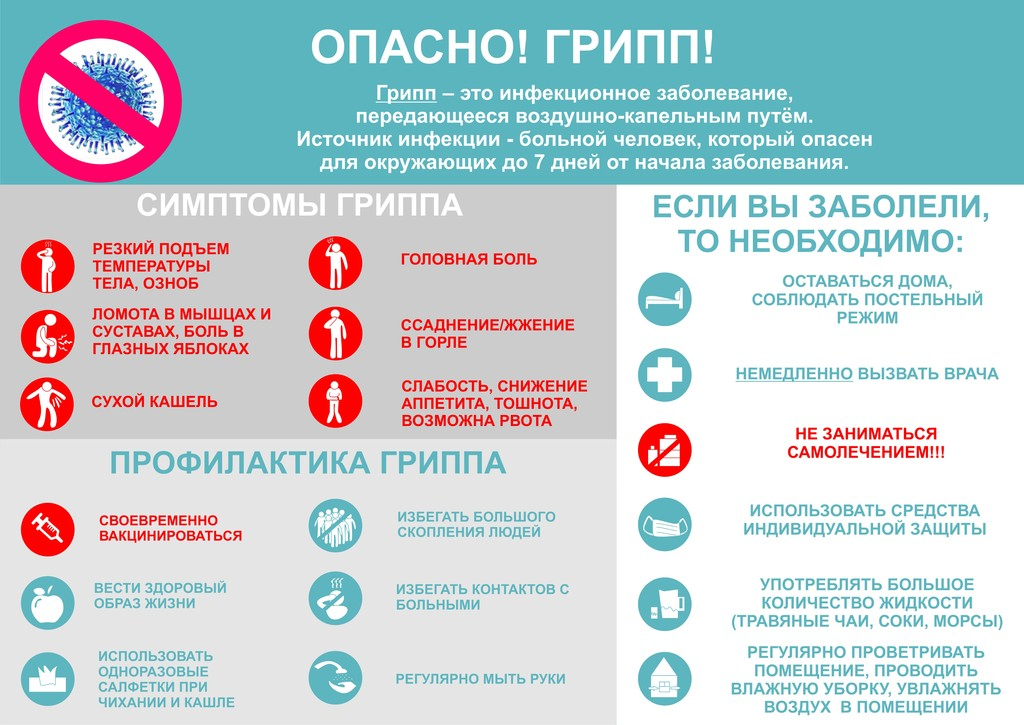 ОПАСНО! ГРИПП!
Грипп – это инфекционное заболевание,
передающееся воздушно-капельным путём.
Источник инфекции - больной человек, который опасен
для окружающих до 7 дней от начала заболевания.
СИМПТОМЫ ГРИППА
РЕЗКИЙ ПОДЪЕМ
ТЕМПЕРАТУРЫ
ТЕЛА, ОЗНОБ
ГОЛОВНАЯ БОЛЬ
ЛОМОТА В МЫШЦАХ И
СУСТАВАХ, БОЛЬ В
ГЛАЗНЫХ ЯБЛОКАХ
ССАДНЕНИЕ/ЖЖЕНИЕ
В ГОРЛЕ
СУХОЙ КАШЕЛЬ
СЛАБОСТЬ, СНИЖЕНИЕ
АППЕТИТА, ТОШНОТА,
ВОЗМОЖНА РВОТА
ПРОФИЛАКТИКА ГРИППА
СВОЕВРЕМЕННО
ВАКЦИНИРОВАТЬСЯ
ИЗБЕГАТЬ БОЛЬШОГО
СКОПЛЕНИЯ ЛЮДЕЙ
ВЕСТИ ЗДОРОВЫЙ
ОБРАЗ ЖИЗНИ
ИЗБЕГАТЬ КОНТАКТОВ С
БОЛЬНЫМИ
ИСПОЛЬЗОВАТЬ
ОДНОРАЗОВЫЕ
САЛФЕТКИ ПРИ
ЧИХАНИИ И КАШЛЕ
РЕГУЛЯРНО МЫТЬ РУКИ
ЕСЛИ ВЫ ЗАБОЛЕЛИ,
ТО НЕОБХОДИМО:
ОСТАВАТЬСЯ ДОМА,
СОБЛЮДАТЬ ПОСТЕЛЬНЫЙ
РЕЖИМ
НЕМЕДЛЕННО ВЫЗВАТЬ ВРАЧА
НЕ ЗАНИМАТЬСЯ
САМОЛЕЧЕНИЕМ!!!
ИСПОЛЬЗОВАТЬ СРЕДСТВА
ИНДИВИДУАЛЬНОЙ ЗАЩИТЫ
УПОТРЕБЛЯТЬ БОЛЬШОЕ
КОЛИЧЕСТВО ЖИДКОСТИ
(ТРАВЯНЫЕ ЧАИ, СОКИ, МОРСЫ)
РЕГУЛЯРНО ПРОВЕТРИВАТЬ
ПОМЕЩЕНИЕ, ПРОВОДИТЬ
ВЛАЖНУЮ УБОРКУ, УВЛАЖНЯТЬ
ВОЗДУХ В ПОМЕЩЕНИИ